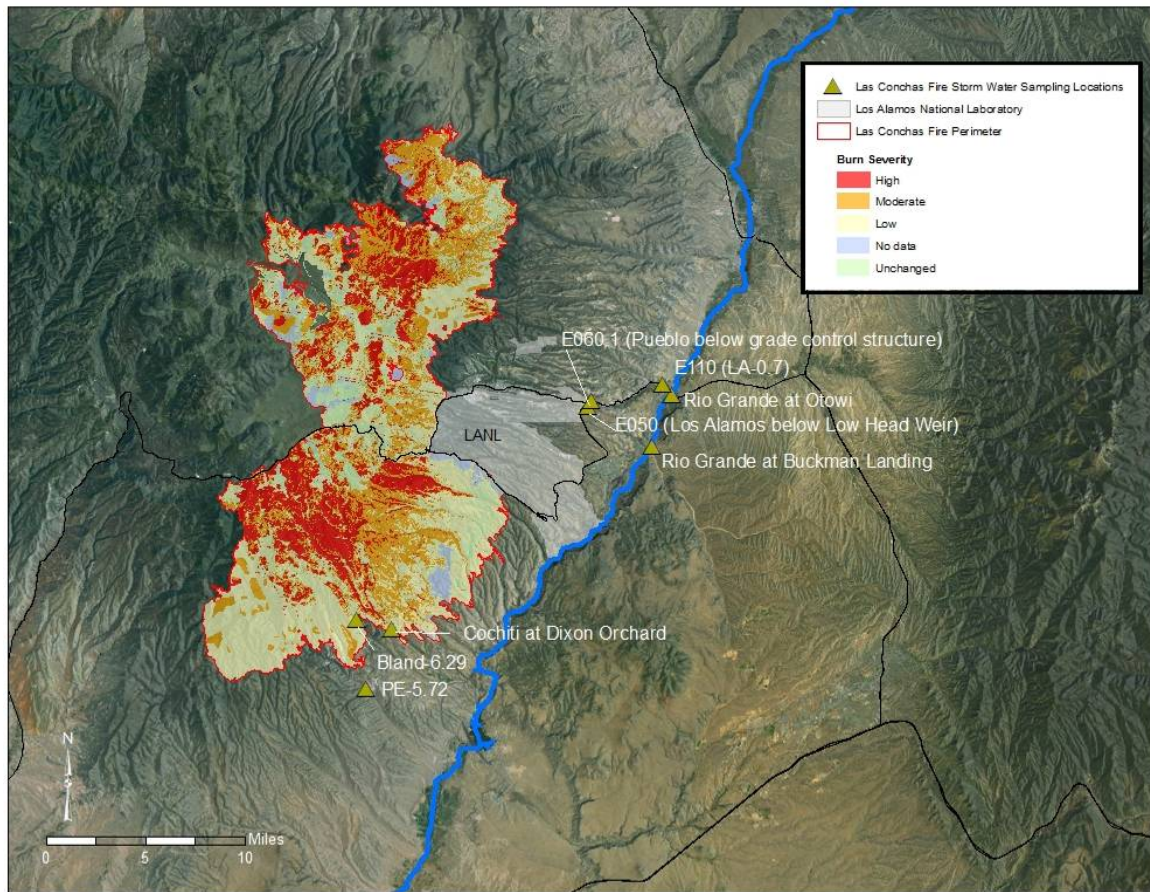 Las Conchas Fire Storm Water Sampling Locations
Los Alamos National Laboratory
Las Conchas Fire Perimeter
Burn Severity
High
Moderate
Low
No data
Unchanged
E060.1 (Pueblo below grade control structure)
E110 (LA-0.7)
Rio Grande at Otowi
E050 (Los Alamos below Low Head Weir)
LANL
Rio Grande at Buckman Landing
Cochiti at Dixon Orchard
Bland-6.29
PE-5.72
N
Miles
0 5 10